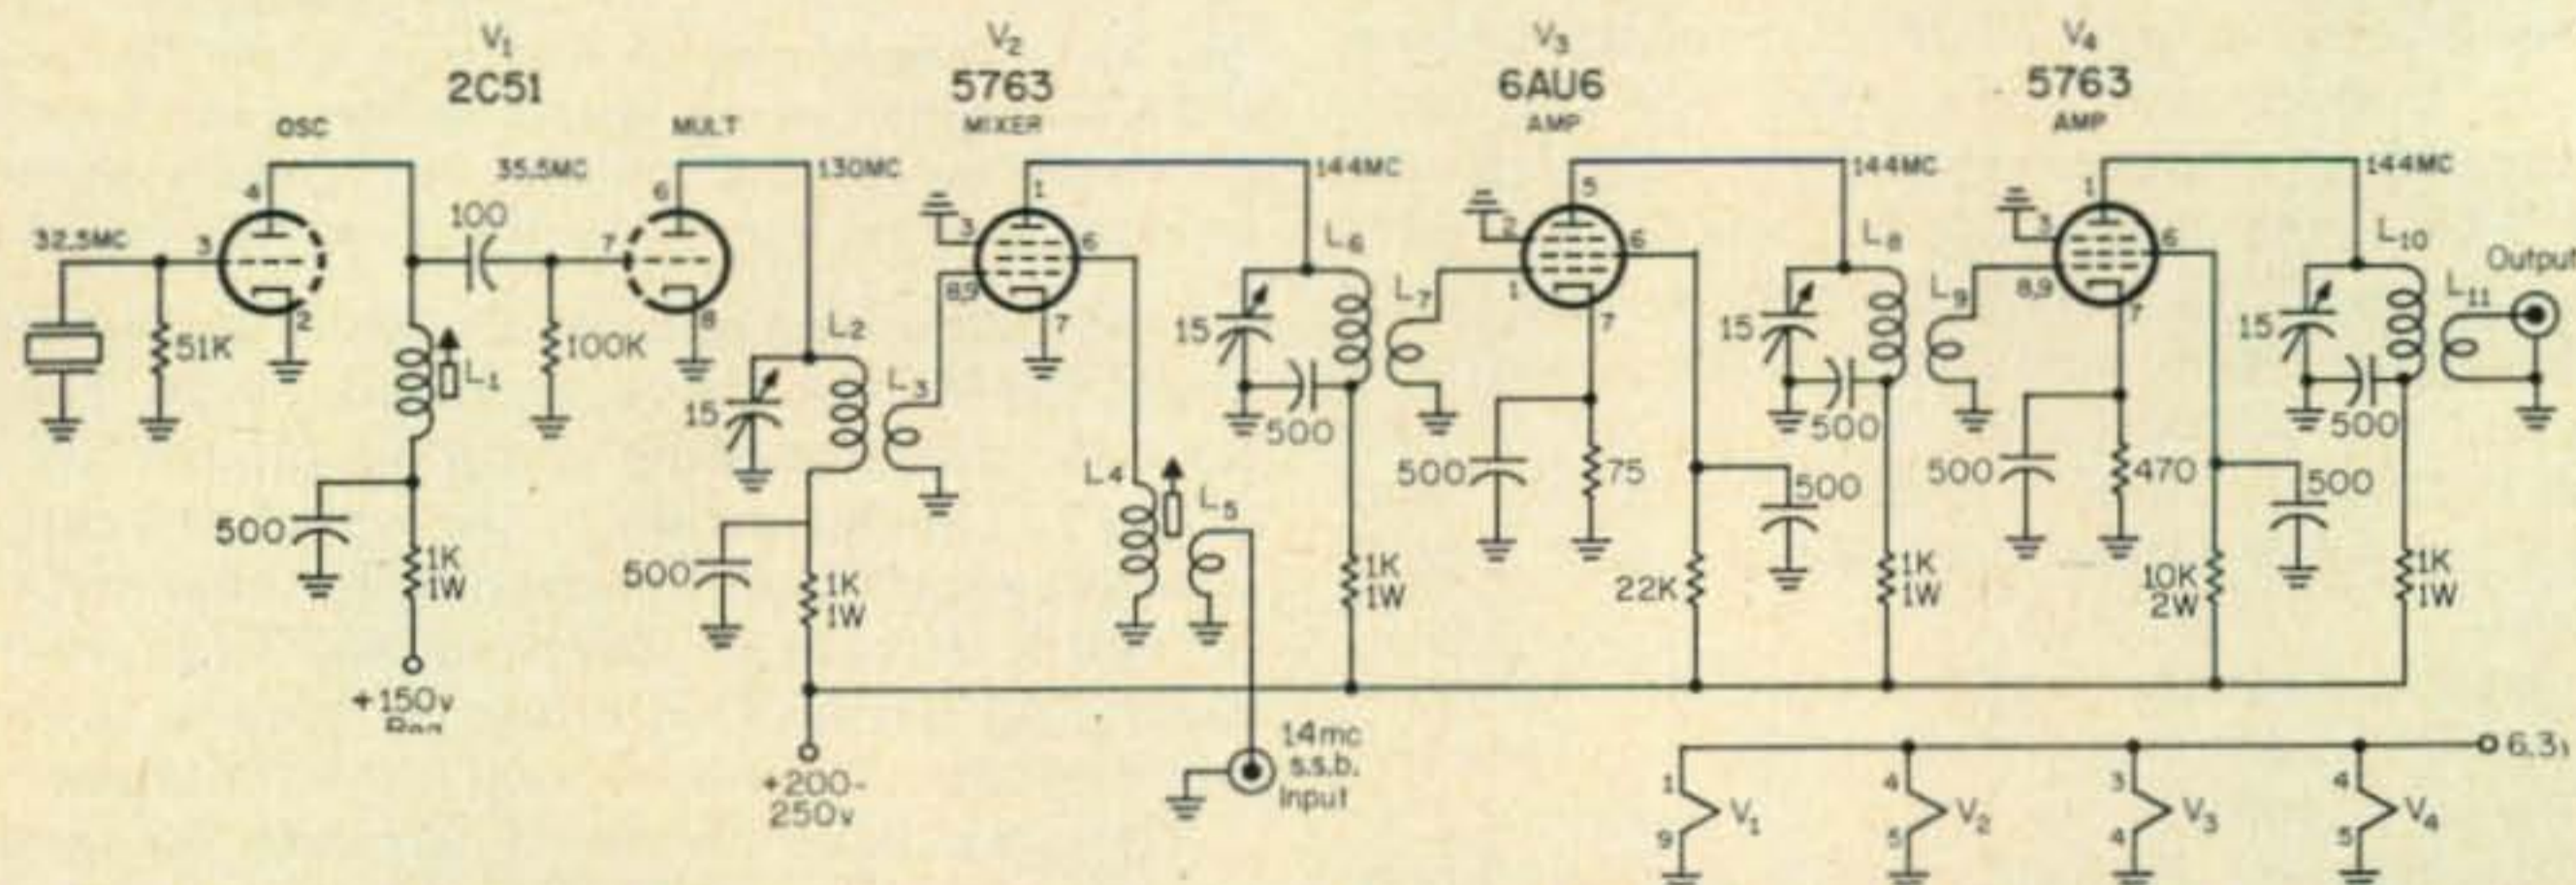 V1
2C51
V2
5763
MIXER
V3
6AU6
AMP
V4
5763
AMP
OSC
MULT
35.5MC
130MC
144MC
144MC
144MC
32.5MC
4
3
2
100
6
7
8
1
3
6
8,9
7
5
2
6
1
7
1
3
6
8,9
7
51K
L1
100K
L2
L3
15
L4
L5
15
L6
L7
500
15
L8
L9
500
15
L10
L11
Output
500
500
1K
1W
500
1K
1W
1K
1W
500
75
22K
500
1K
1W
500
470
10K
2W
500
1K
1W
+150v
+200-
250v
14mc
s.s.b.
Input
6.3
1
9
V1
4
5
V2
3
4
V3
4
5
V4